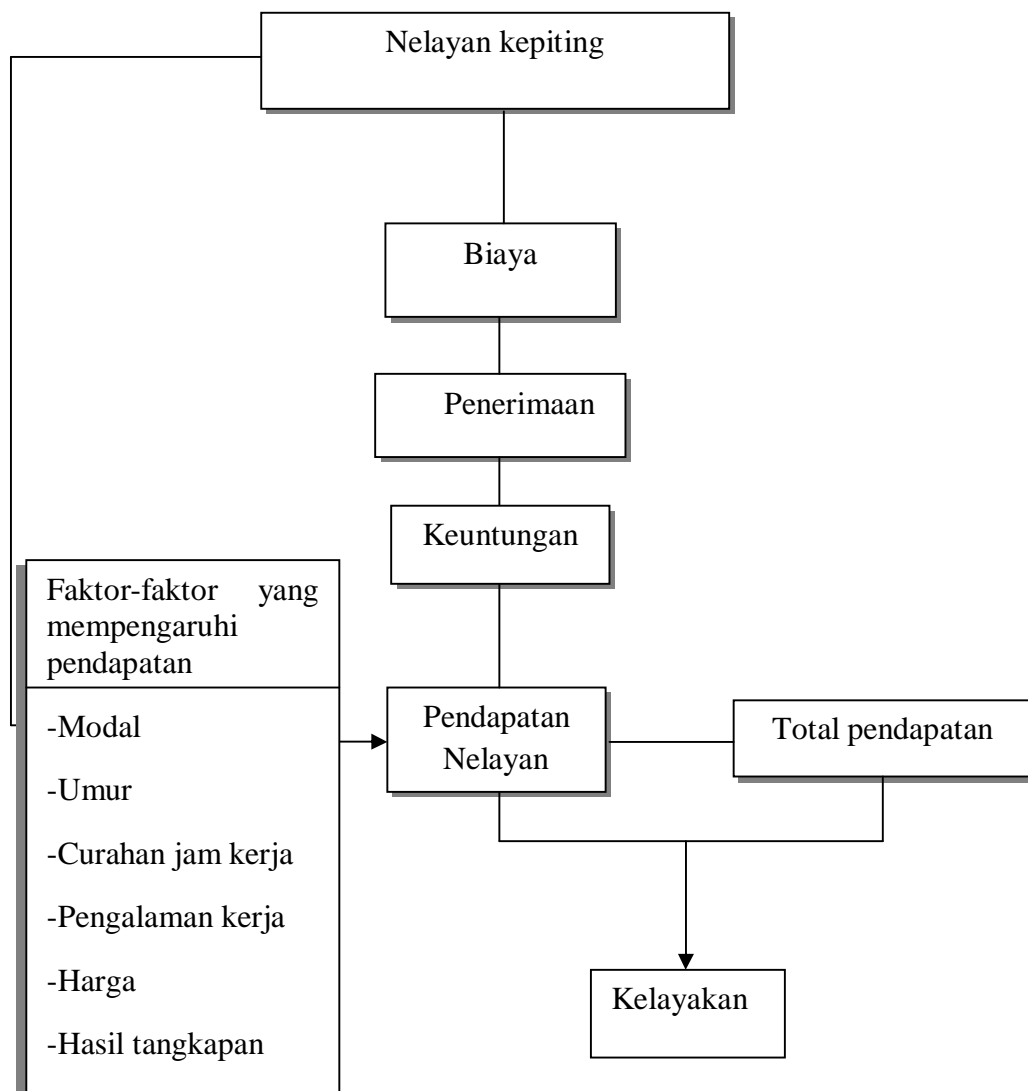 Nelayan kepiting
Biaya
Penerimaan
Keuntungan
Faktor-faktor yang
mempengaruhi
pendapatan
-Modal
-Umur
-Curahan jam kerja
-Pengalaman kerja
-Harga
-Hasil tangkapan
Pendapatan
Nelayan
Total pendapatan
Kelayakan